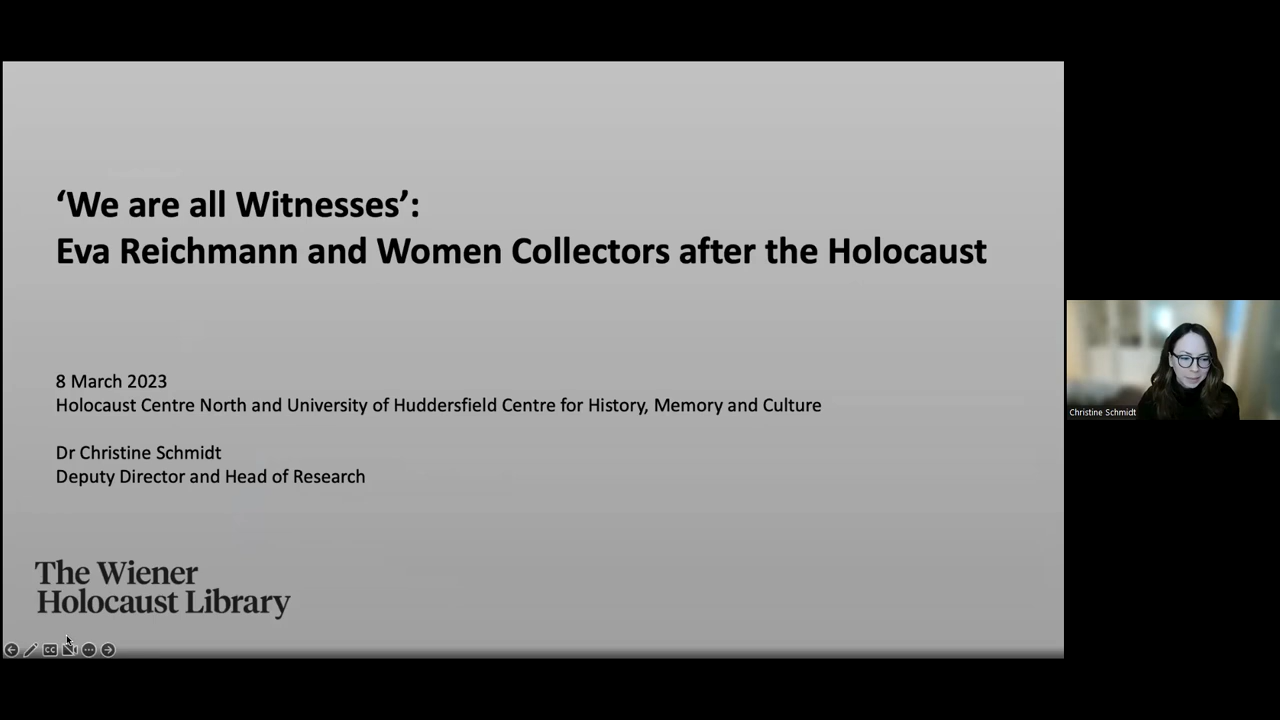 ‘We are all Witnesses’:
Eva Reichmann and Women Collectors after the Holocaust
8 March 2023
Holocaust Centre North and University of Huddersfield Centre for History, Memory and Culture
Dr Christine Schmidt
Deputy Director and Head of Research
The Wiener
Holocaust Library
CC
Christine Schmidt